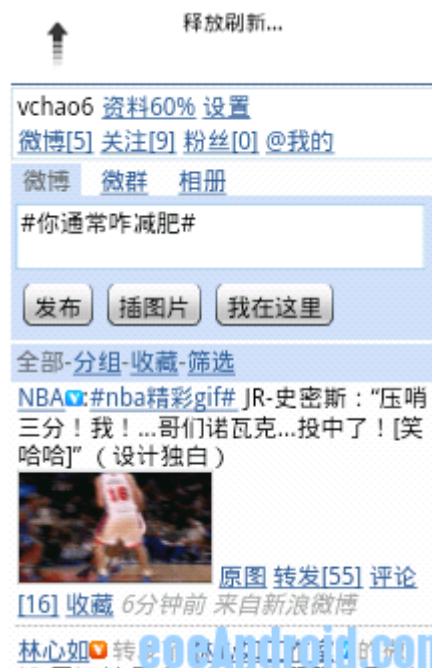 释放刷新...
vchao6 资料60% 设置
微博[5] 关注[9] 粉丝[0] @我的
微博 微群 相册
#你通常咋减肥#
发布 插图片 我在这里
全部-分组-收藏-筛选
NBA:#nba精彩gif# JR-史密斯：“压哨
三分！我！...哥们诺瓦克...投中了！[笑
哈哈]”（设计独白）
16
原图 转发[55] 评论
[16] 收藏 6分钟前 来自新浪微博
林心如 转
eoeAndroid.com